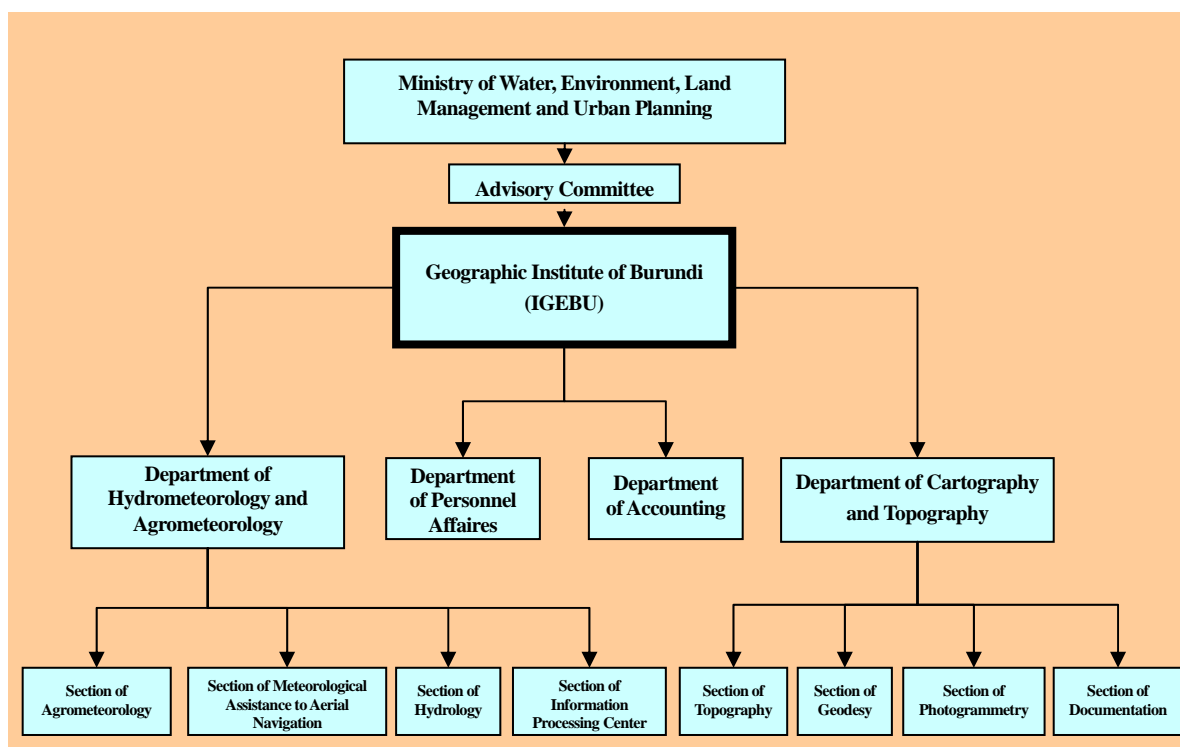 Ministry of Water, Environment, Land
Management and Urban Planning
Advisory Committee
Geographic Institute of Burundi
(IGEBU)
Department of
Hydrometeorology and
Agrometeorology
Department
of Personnel
Affaires
Department
of Accounting
Department of Cartography
and Topography
Section of
Agrometeorology
Section of Meteorological
Assistance to Aerial
Navigation
Section of
Hydrology
Section of
Information
Processing Center
Section of
Topography
Section of
Geodesy
Section of
Photogrammetry
Section of
Documentation